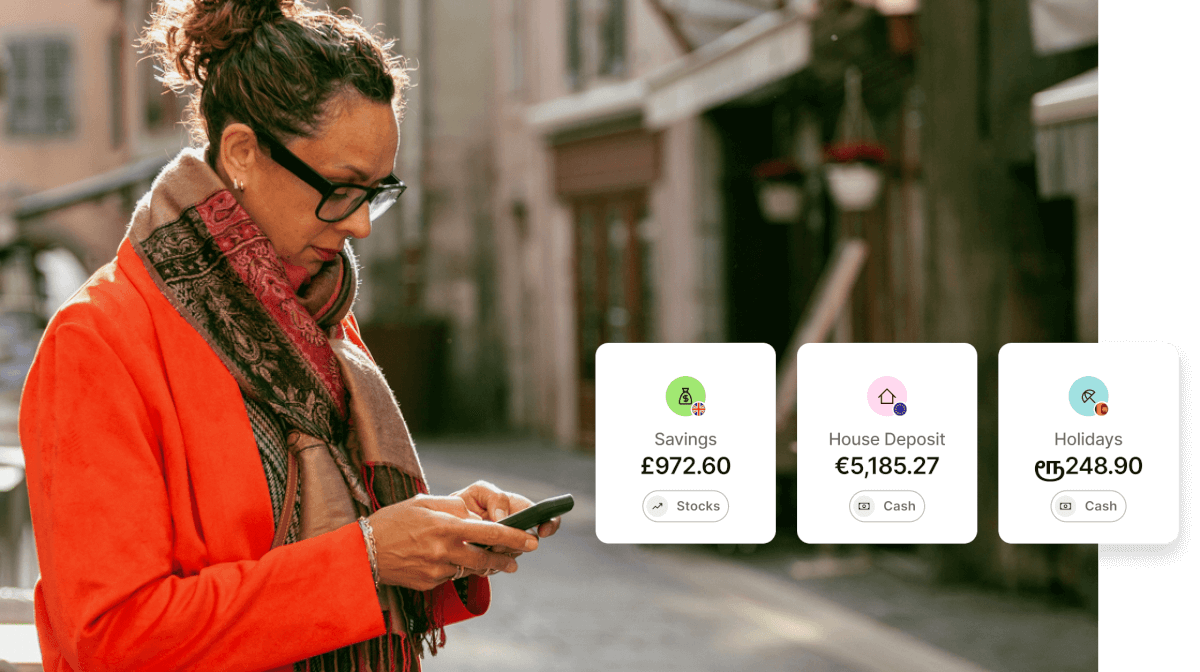 Savings
£972.60
Stocks
House Deposit
€5,185.27
Cash
Holidays
රු248.90
Cash